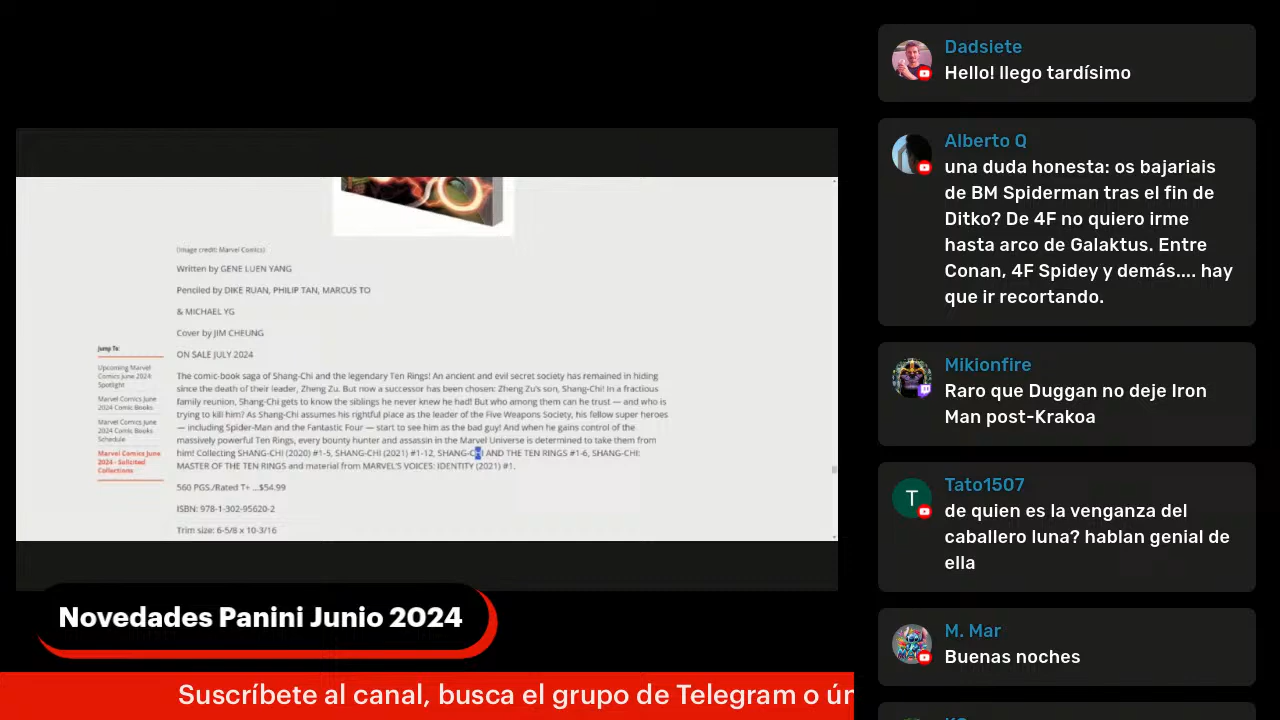 (Image credit: Marvel Comics)
Written by GENE LUEN YANG
Penciled by DIKE RUAN, PHILIP TAN, MARCUS TO
& MICHAEL YG
Cover by JIM CHEUNG
ON SALE JULY 2024
The comic-book saga of Shang-Chi and the legendary Ten Rings! An ancient and evil secret society has remained in hiding
since the death of their leader, Zheng Zu. But now a successor has been chosen: Zheng Zu's son, Shang-Chi! In a fractious
family reunion, Shang-Chi gets to know the siblings he never knew he had! But who among them can he trust — and who is
trying to kill him? As Shang-Chi assumes his rightful place as the leader of the Five Weapons Society, his fellow super heroes
— including Spider-Man and the Fantastic Four — start to see him as the bad guy! And when he gains control of the
massively powerful Ten Rings, every bounty hunter and assassin in the Marvel Universe is determined to take them from
him! Collecting SHANG-CHI (2020) #1-5, SHANG-CHI (2021) #1-12, SHANG-CHI AND THE TEN RINGS #1-6, SHANG-CHI:
MASTER OF THE TEN RINGS and material from MARVEL'S VOICES: IDENTITY (2021) #1.
560 PGS./Rated T+ ...$54.99
ISBN: 978-1-302-95620-2
Trim size: 6-5/8 x 10-3/16
Jump To:
Upcoming Marvel
Comics June 2024:
Spotlight
Marvel Comics June
2024 Comic Books
Marvel Comics June
2024 Comic Books
Schedule
Marvel Comics June
2024 - Solicited
Collections
Novedades Panini Junio 2024
Suscríbete al canal, busca el grupo de Telegram o ún
Dadsiete
Hello! llego tardísimo
Alberto Q
una duda honesta: os bajariais
de BM Spiderman tras el fin de
Ditko? De 4F no quiero irme
hasta arco de Galaktus. Entre
Conan, 4F Spidey y demás.... hay
que ir recortando.
Mikionfire
Raro que Duggan no deje Iron
Man post-Krakoa
T
Tato1507
de quien es la venganza del
caballero luna? hablan genial de
ella
M. Mar
Buenas noches